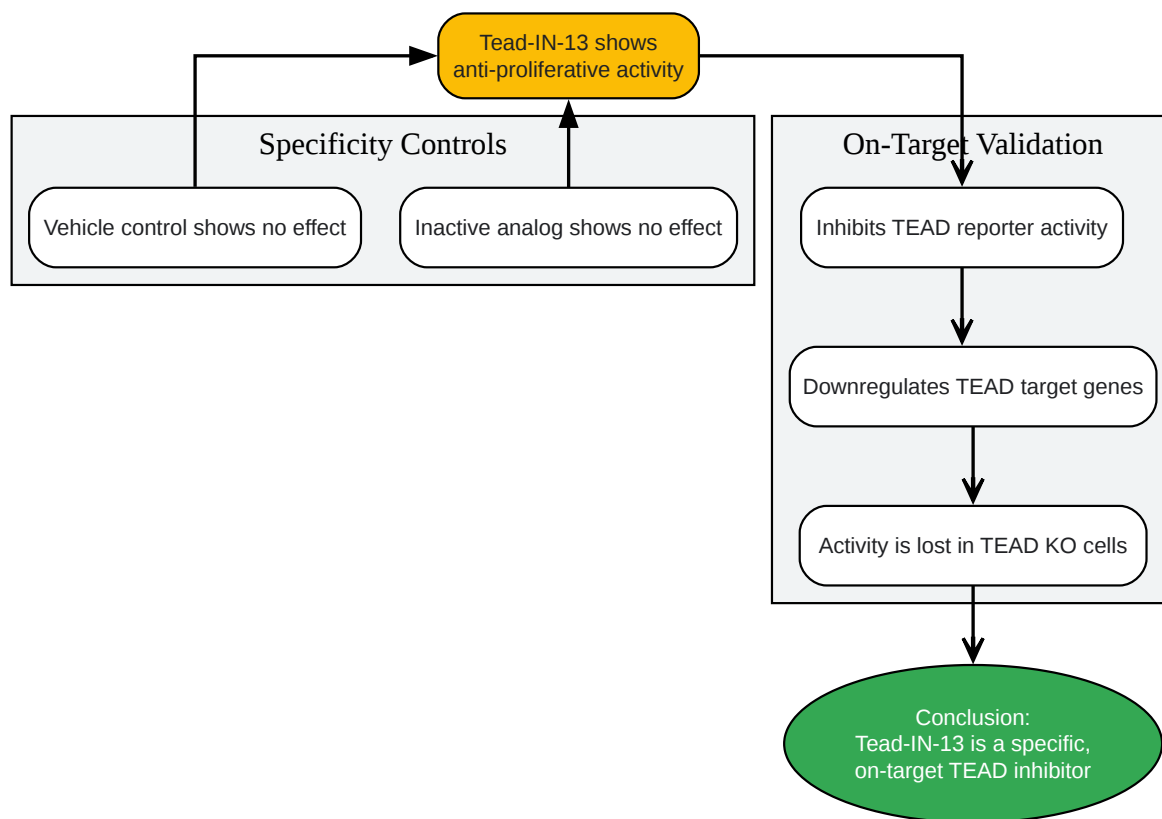 Tead-IN-13 shows
anti-proliferative activity
Specificity Controls
Vehicle control shows no effect
Inactive analog shows no effect
On-Target Validation
Inhibits TEAD reporter activity
Downregulates TEAD target genes
Activity is lost in TEAD KO cells
Conclusion:
Tead-IN-13 is a specific,
on-target TEAD inhibitor